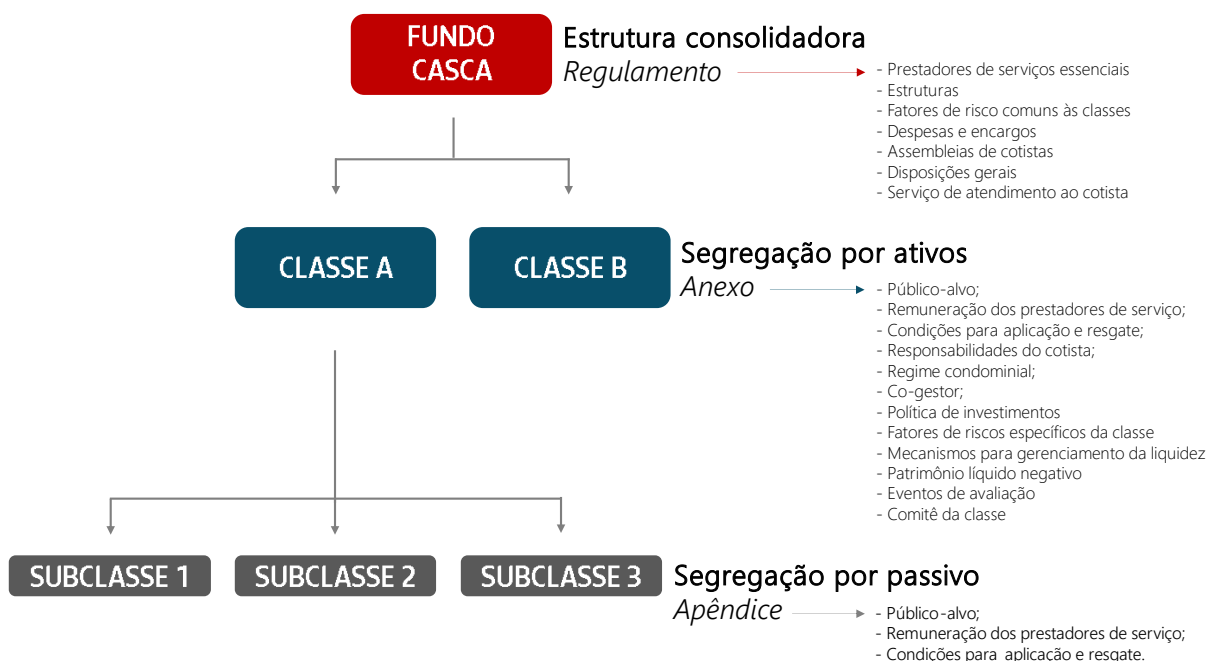 FUNDO
CASCA
Estrutura consolidadora
Regulamento
- Prestadores de serviços essenciais
- Estruturas
- Fatores de risco comuns às classes
- Despesas e encargos
- Assembleias de cotistas
- Disposições gerais
- Serviço de atendimento ao cotista
CLASSE A
CLASSE B
Segregação por ativos
Anexo
- Público-alvo;
- Remuneração dos prestadores de serviço;
- Condições para aplicação e resgate;
- Responsabilidades do cotista;
- Regime condominial;
- Co-gestor;
- Política de investimentos
- Fatores de riscos específicos da classe
- Mecanismos para gerenciamento da liquidez
- Patrimônio líquido negativo
- Eventos de avaliação
- Comitê da classe
SUBCLASSE 1
SUBCLASSE 2
SUBCLASSE 3
Segregação por passivo
Apêndice
- Público-alvo;
- Remuneração dos prestadores de serviço;
- Condições para aplicação e resgate.